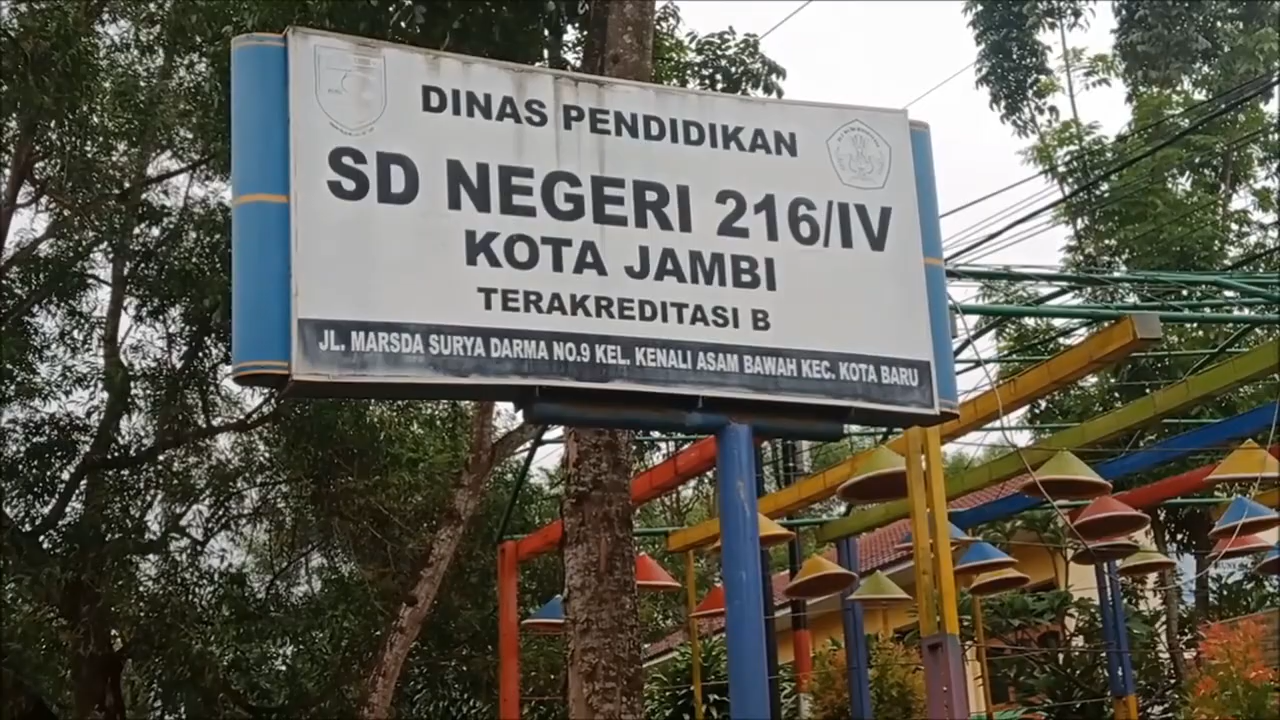 DINAS PENDIDIKAN
SD NEGERI 216/IV
KOTA JAMBI
TERAKREDITASI B
JL. MARSDA SURYA DARMA NO.9 KEL. KENALI ASAM BAWAH KEC. KOTA BARU